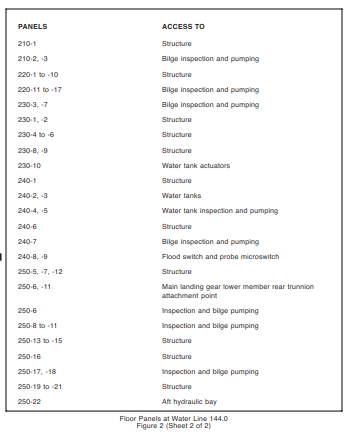 PANELS ACCESS TO
210-1 Structure
210-2, -3 Bilge inspection and pumping
220-1 to -10 Structure
220-11 to -17 Bilge inspection and pumping
230-3, -7 Bilge inspection and pumping
230-1, -2 Structure
230-4 to -6 Structure
230-8, -9 Structure
230-10 Water tank actuators
240-1 Structure
240-2, -3 Water tanks
240-4, -5 Water tank inspection and pumping
240-6 Structure
240-7 Bilge inspection and pumping
240-8, -9 Flood switch and probe microswitch
250-5, -7, -12 Structure
250-6, -11 Main landing gear lower member rear trunnion
attachment point
250-6 Inspection and bilge pumping
250-8 to -11 Inspection and bilge pumping
250-13 to -15 Structure
250-16 Structure
250-17, -18 Inspection and bilge pumping
250-19 to -21 Structure
250-22 Aft hydraulic bay
Floor Panels at Water Line 144.0
Figure 2 (Sheet 2 of 2)